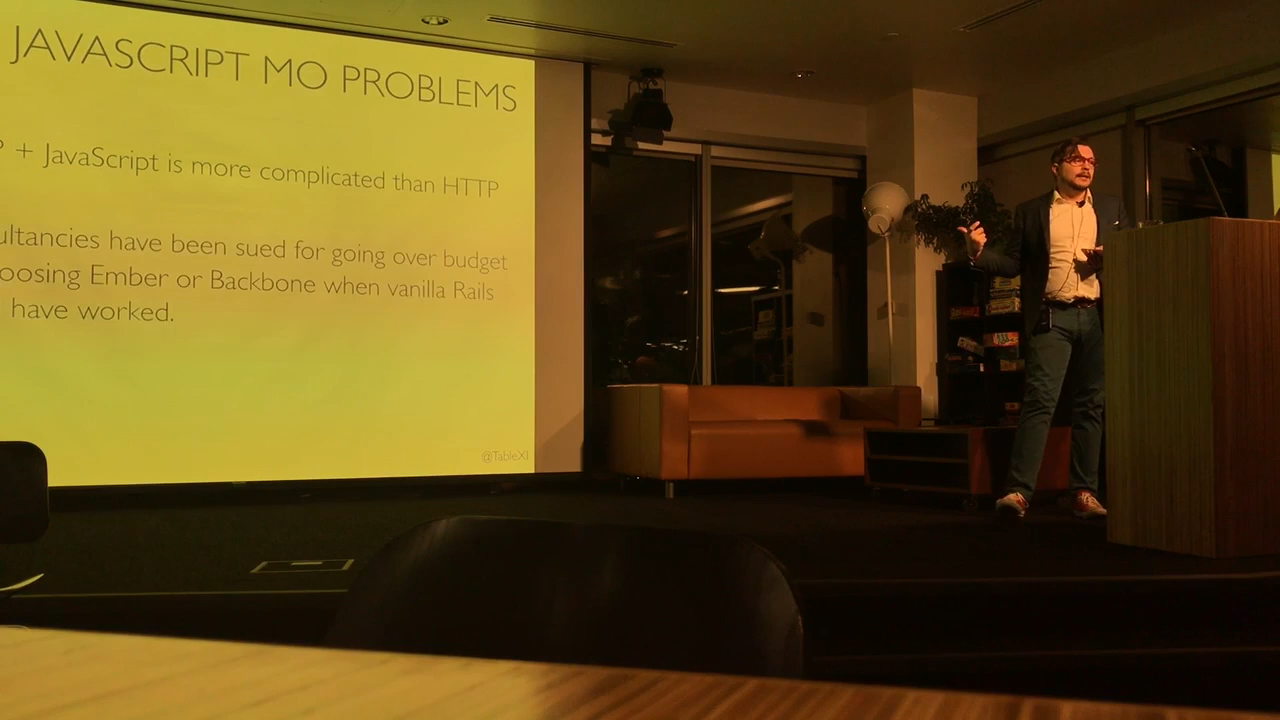 JAVASCRIPT MO PROBLEMS
P + JavaScript is more complicated than HTTP
ultancies have been sued for going over budget
oosing Ember or Backbone when vanilla Rails
have worked.
@TableXI